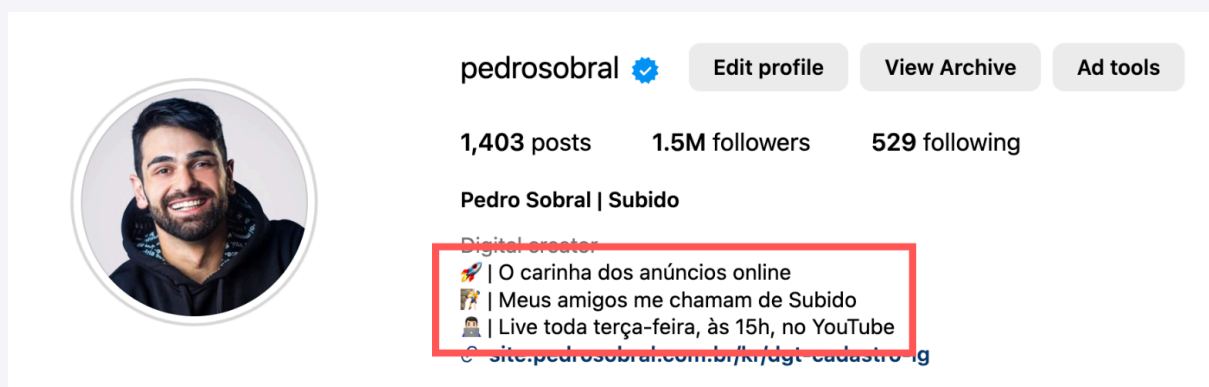 pedrosobral
Edit profile
View Archive
Ad tools
1,403 posts 1.5M followers 529 following
Pedro Sobral | Subido
Digital creator
🚀 | O carinha dos anúncios online
🧗 | Meus amigos me chamam de Subido
👨🏻‍💻 | Live toda terça-feira, às 15h, no YouTube
site.pedrosobral.com.br/kr/dgt-cadastro-ig